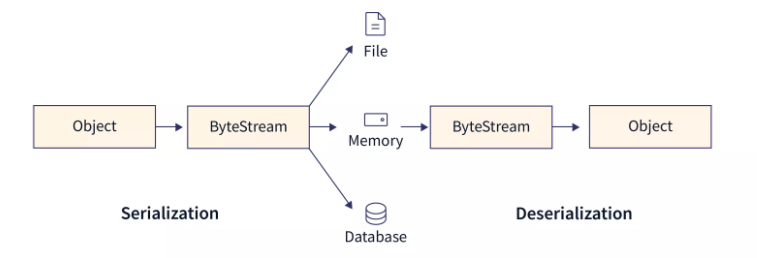 File
Object
ByteStream
Memory
ByteStream
Object
Serialization
Deserialization
Database